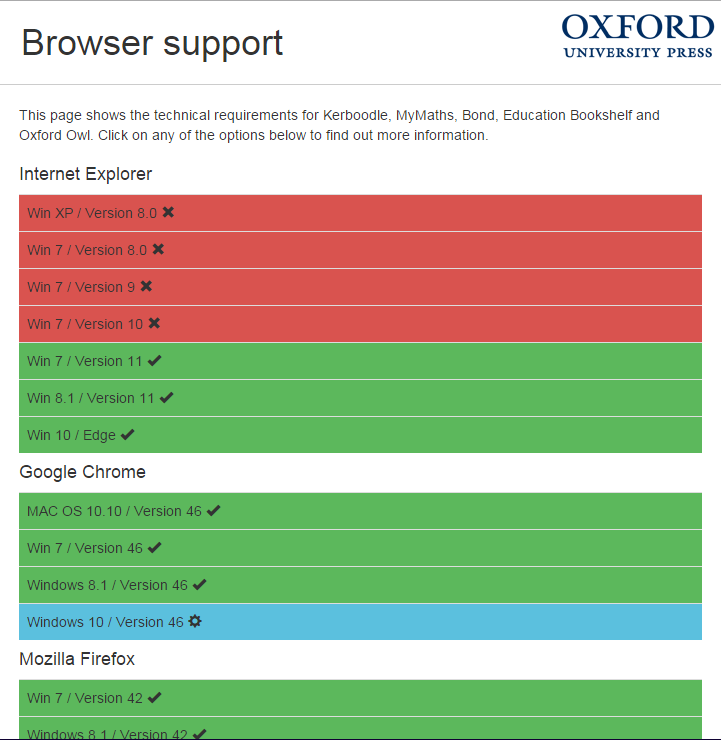 Browser support
OXFORD
UNIVERSITY PRESS
This page shows the technical requirements for Kerboodle, MyMaths, Bond, Education Bookshelf and
Oxford Owl. Click on any of the options below to find out more information.
Internet Explorer
Win XP / Version 8.0 ✖
Win 7 / Version 8.0 ✖
Win 7 / Version 9 ✖
Win 7 / Version 10 ✖
Win 7 / Version 11 ✔
Win 8.1 / Version 11 ✔
Win 10 / Edge ✔
Google Chrome
MAC OS 10.10 / Version 46 ✔
Win 7 / Version 46 ✔
Windows 8.1 / Version 46 ✔
Windows 10 / Version 46 ⚙
Mozilla Firefox
Win 7 / Version 42 ✔
Windows 8.1 / Version 42 ✔